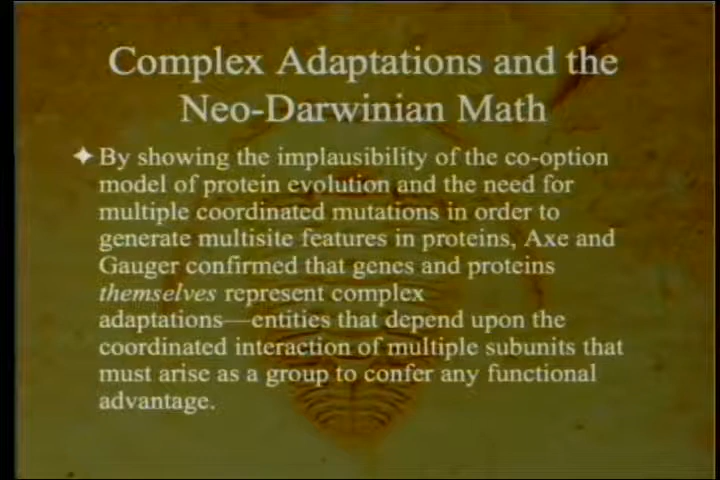 Complex Adaptations and the
Neo-Darwinian Math
✦ By showing the implausibility of the co-option
model of protein evolution and the need for
multiple coordinated mutations in order to
generate multisite features in proteins, Axe and
Gauger confirmed that genes and proteins
themselves represent complex
adaptations—entities that depend upon the
coordinated interaction of multiple subunits that
must arise as a group to confer any functional
advantage.